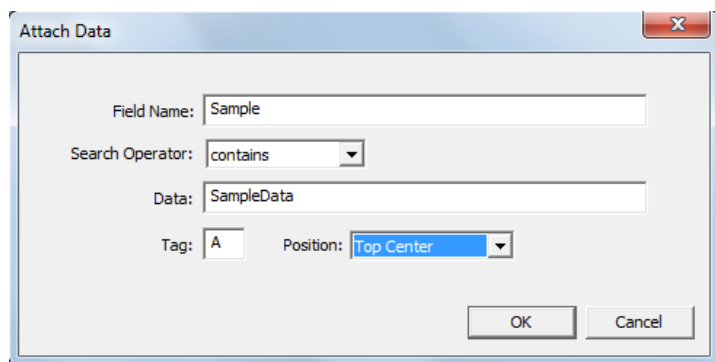 Attach Data
Field Name: Sample
Search Operator: contains
Data: SampleData
Tag: A Position: Top Center
OK Cancel